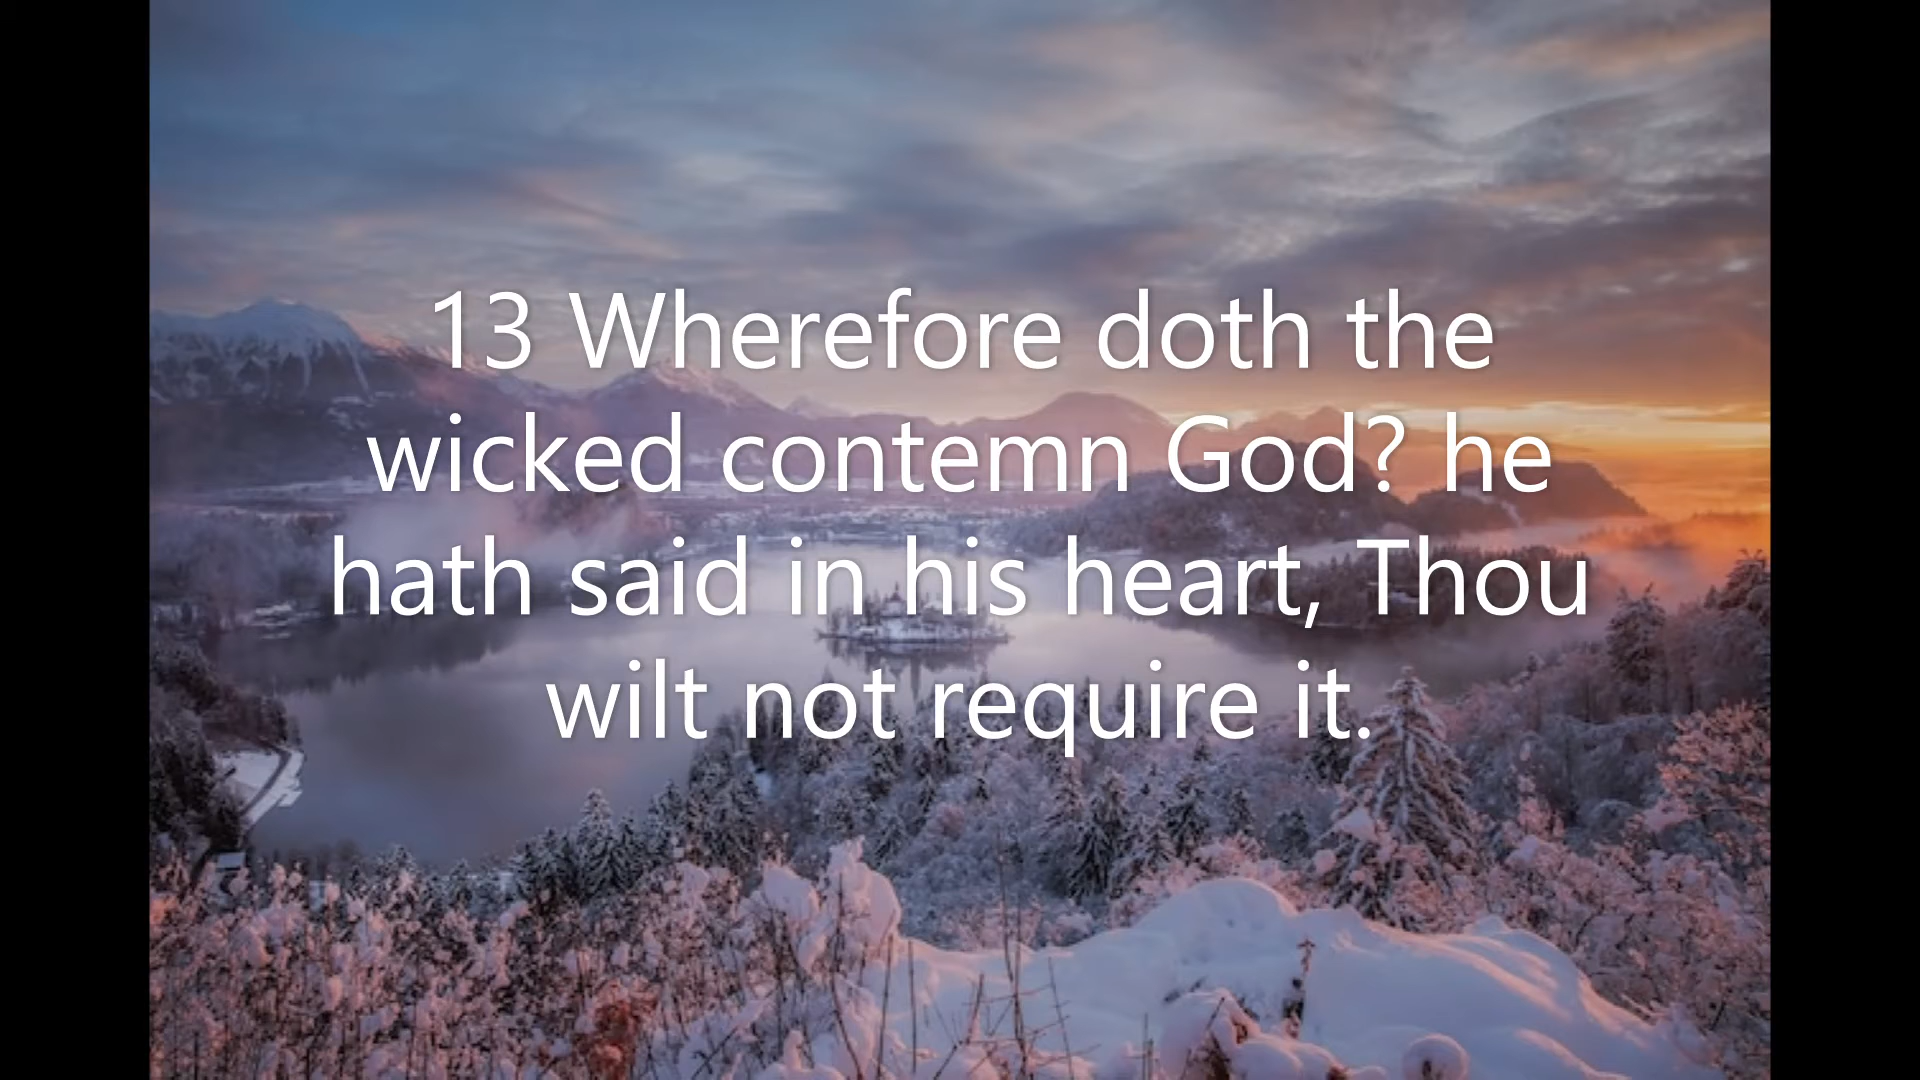 13 Wherefore doth the
wicked contemn God? he
hath said in his heart, Thou
wilt not require it.